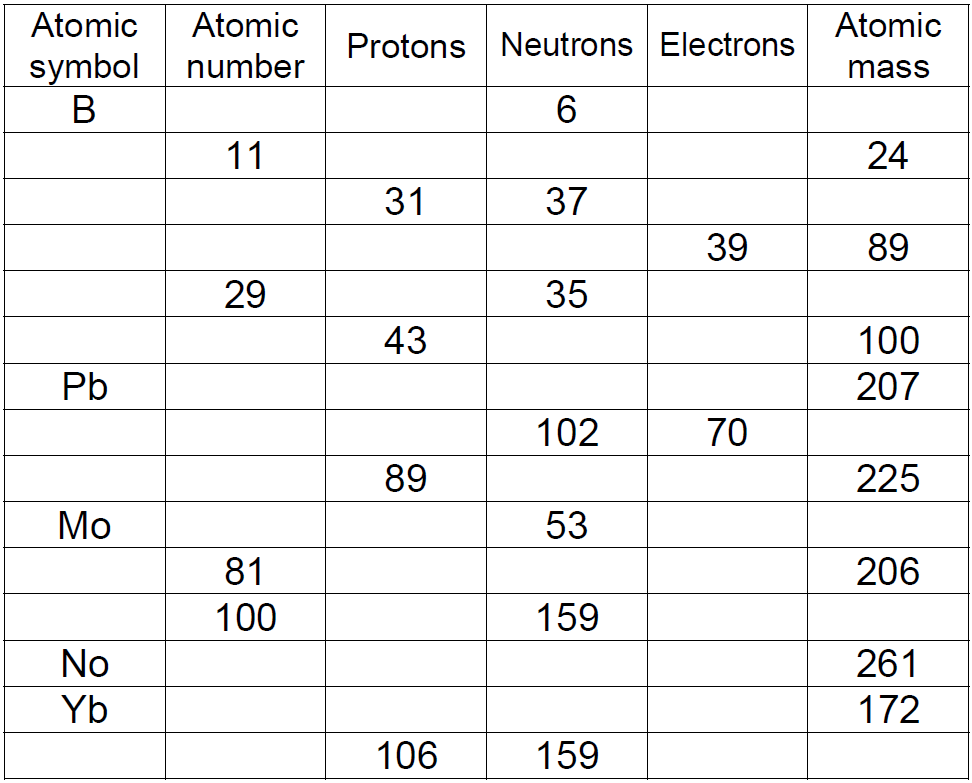 Atomic symbol Atomic number Protons Neutrons Electrons Atomic mass
B 6
11 24
31 37
39 89
29 35
43 100
Pb 207
102 70
89 225
Mo 53
81 206
100 159
No 261
Yb 172
106 159